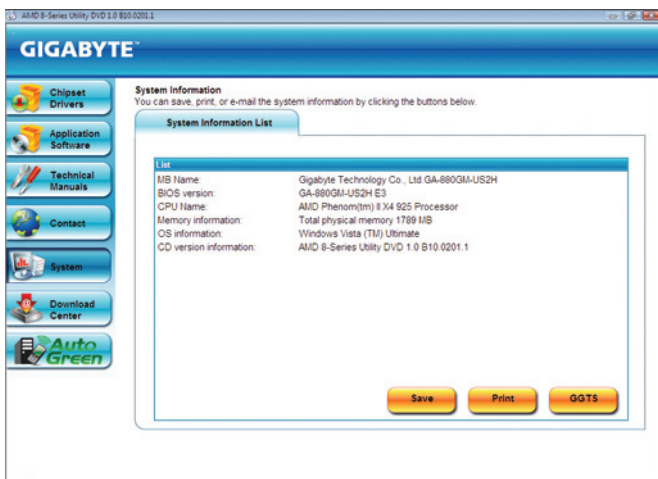 AMD 8-Series Utility DVD 1.0 B10.0201.1
GIGABYTE™
Chipset
Drivers
Application
Software
Technical
Manuals
Contact
System
Download
Center
Auto
Green
System Information
You can save, print, or e-mail the system information by clicking the buttons below.
System Information List
List
MB Name: Gigabyte Technology Co., Ltd.GA-880GM-US2H
BIOS version: GA-880GM-US2H E3
CPU Name: AMD Phenom(tm) II X4 925 Processor
Memory information: Total physical memory 1789 MB
OS information: Windows Vista (TM) Ultimate
CD version information: AMD 8-Series Utility DVD 1.0 B10.0201.1
Save Print GGTS